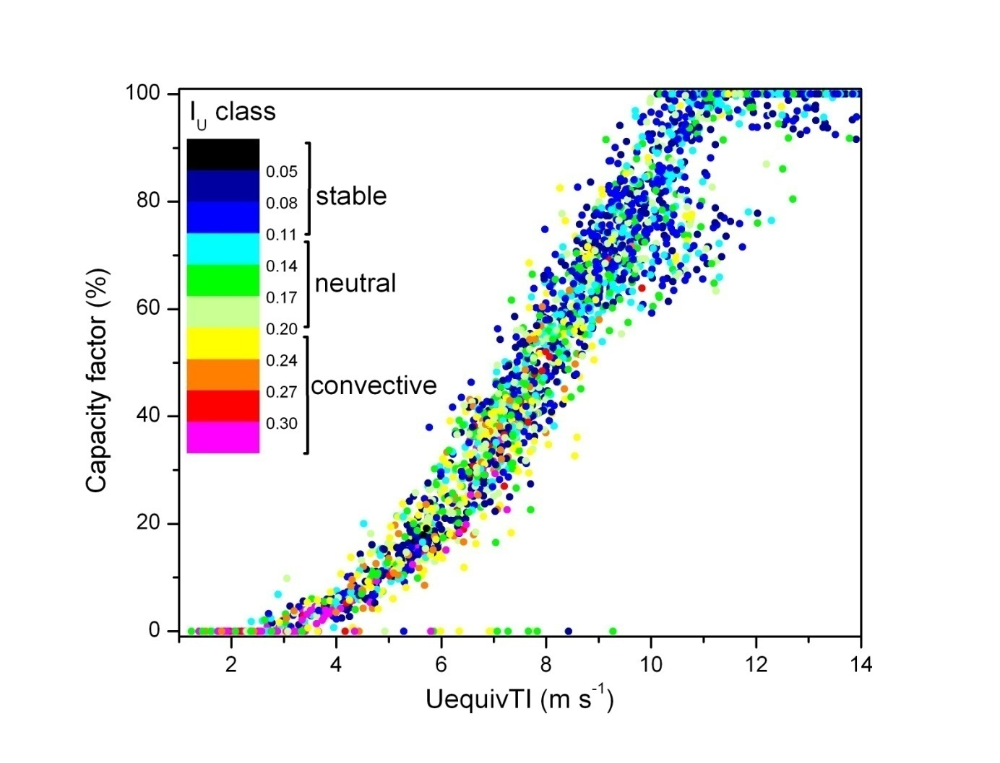 100
80
60
40
20
0
Capacity factor (%)
I_U class
0.05
0.08
0.11
0.14
0.17
0.20
0.24
0.27
0.30
stable
neutral
convective
2 4 6 8 10 12 14
UequivTI (m s⁻¹)